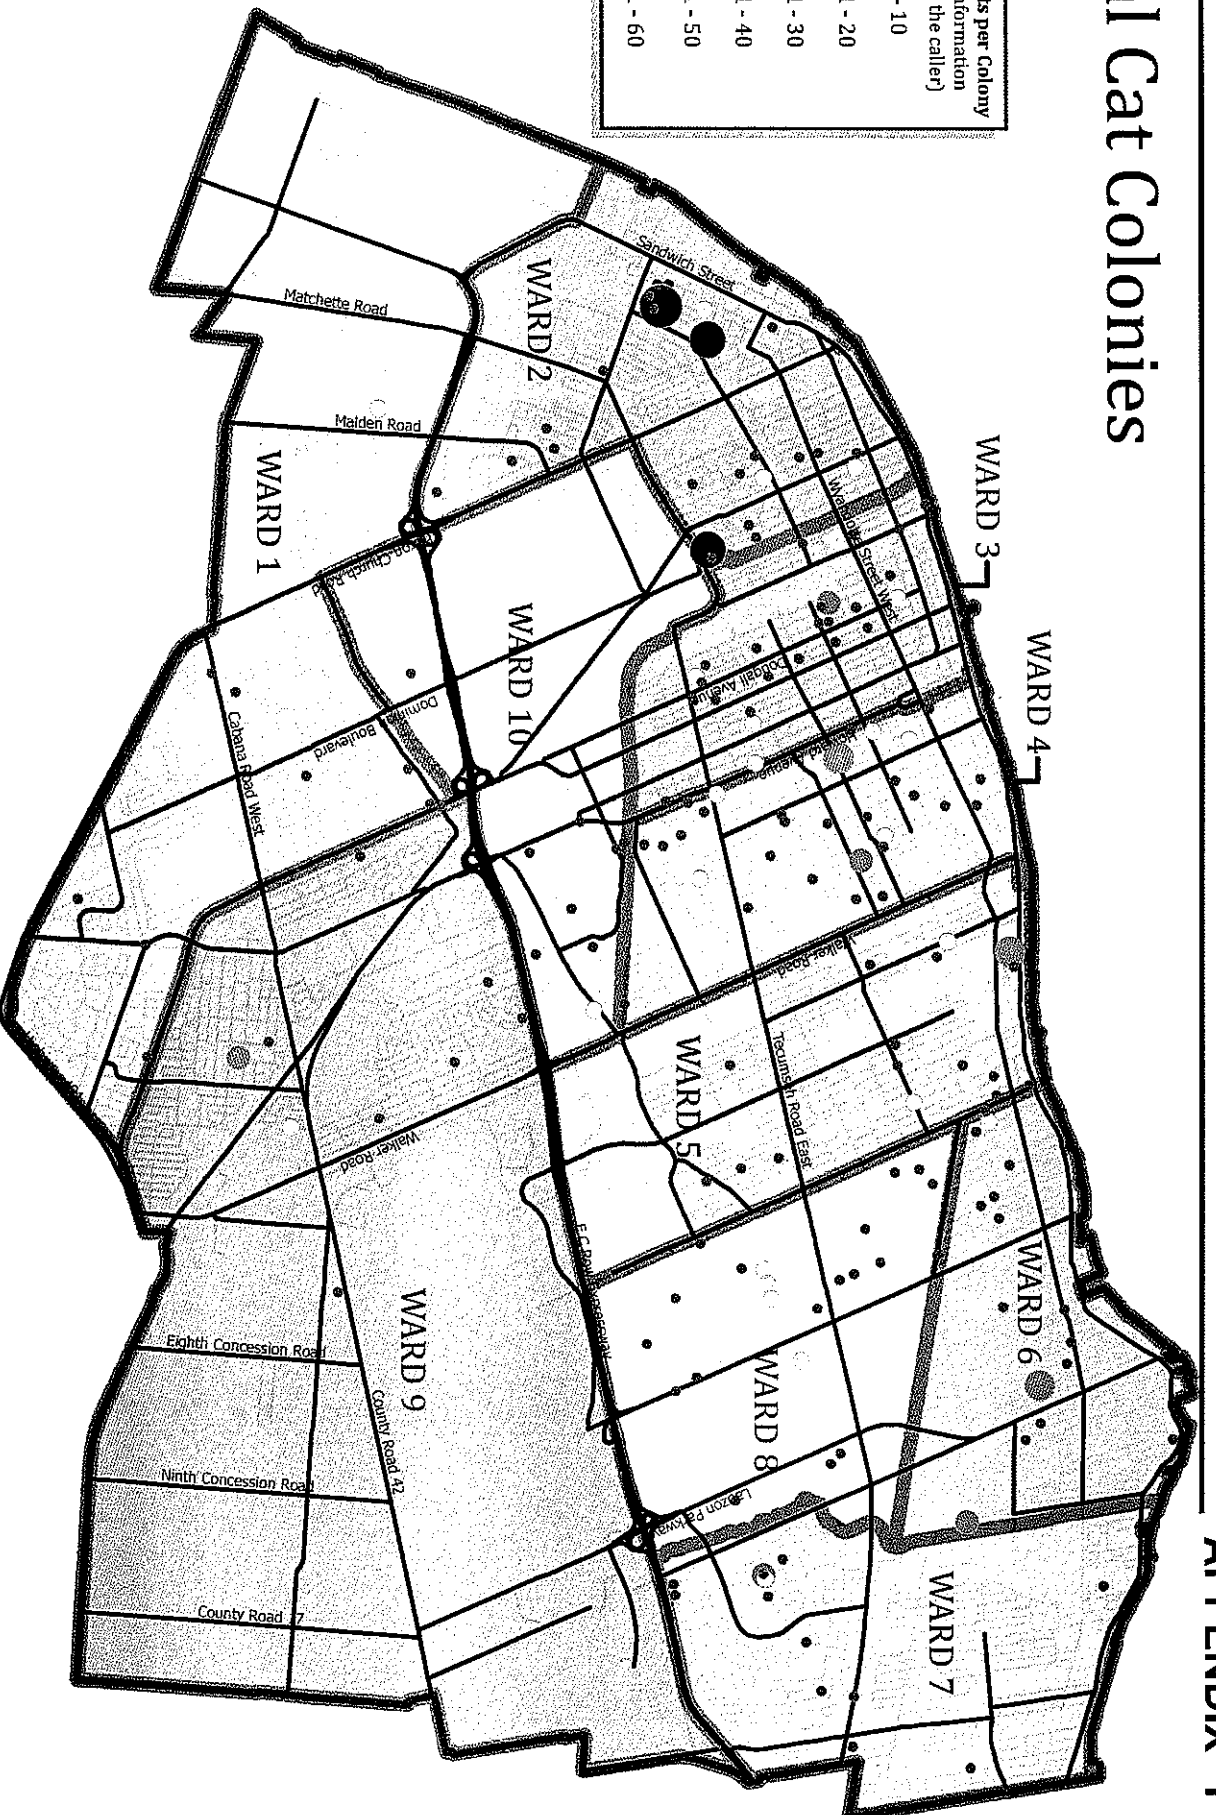 l Cat Colonies
ts per Colony
nformation
the caller)
- 10
- 20
- 30
- 40
- 50
- 60
WARD 3
WARD 4
WARD 2
WARD 1
WARD 10
WARD 5
WARD 6
WARD 8
WARD 7
WARD 9
Sandwich Street
Matchette Road
Malden Road
Church Road
Street West
Dougall Avenue
Dominion
Boulevard
Cabana Road West
Walker Road
Tecumseh Road East
Walker Road
Eighth Concession Road
County Road 42
Ninth Concession Road
Lauzon Parkway
County Road 17